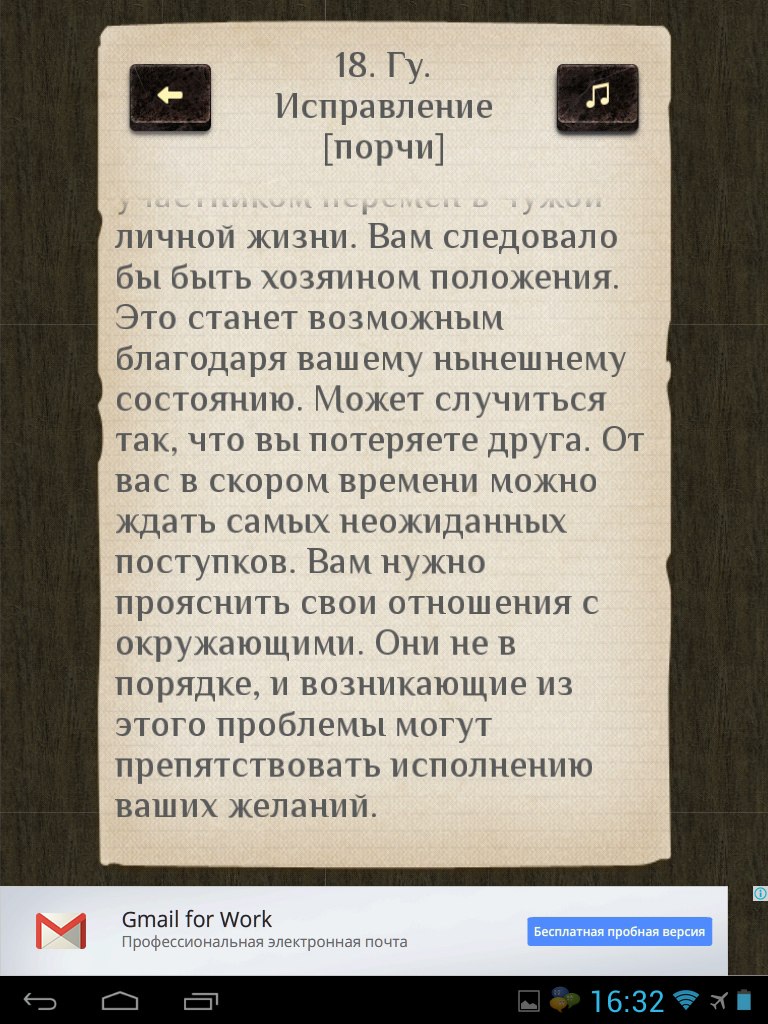 18. Гу.
Исправление
[порчи]
участником перемен в чужой
личной жизни. Вам следовало
бы быть хозяином положения.
Это станет возможным
благодаря вашему нынешнему
состоянию. Может случиться
так, что вы потеряете друга. От
вас в скором времени можно
ждать самых неожиданных
поступков. Вам нужно
прояснить свои отношения с
окружающими. Они не в
порядке, и возникающие из
этого проблемы могут
препятствовать исполнению
ваших желаний.
Gmail for Work
Профессиональная электронная почта
Бесплатная пробная версия
16:32